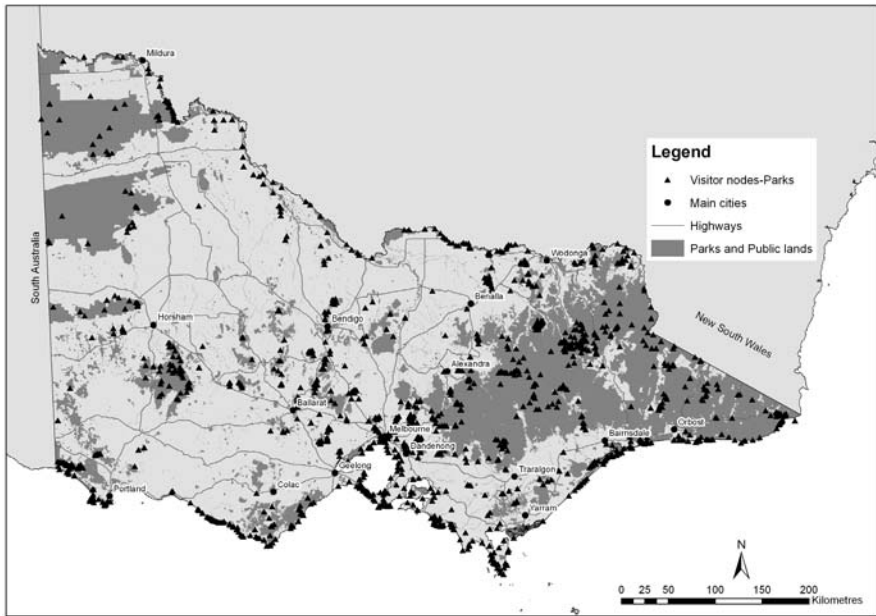 Mildura
Legend
Visitor nodes-Parks
Main cities
Highways
Parks and Public lands
South Australia
Wodonga
Benalla
Horsham
Bendigo
New South Wales
Alexandra
Ballarat
Melbourne
Dandenong
Bairnsdale
Orbost
Geelong
Traralgon
Colac
Portland
Yarram
N
0 25 50 100 150 200
Kilometres